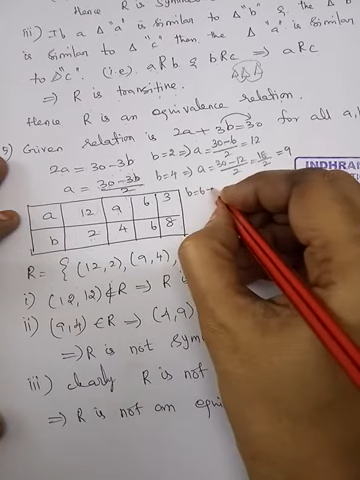 Hence R is symme
iii) If a Δ "a" is similar to Δ "b" & the Δ "b"
is similar to Δ "c" then the Δ "a" is similar
to Δ "c". (i.e) aRb & bRc ⇒ aRc
⇒ R is transitive.
Hence R is an equivalence relation.
5) Given relation is 2a + 3b = 30 for all a,
2a = 30 - 3b
a = (30 - 3b)/2
b=2 ⇒ a = (30-6)/2 = 12
b=4 ⇒ a = (30-12)/2 = 18/2 = 9
b=6
a 12 9 6 3
b 2 4 6 8
R = { (12,2), (9,4),
i) (12,12) ∉ R ⇒ R i
ii) (9,4) ∈ R ⇒ (4,9)
⇒ R is not symm
iii) clearly R is not
⇒ R is not an equi
INDHRAN